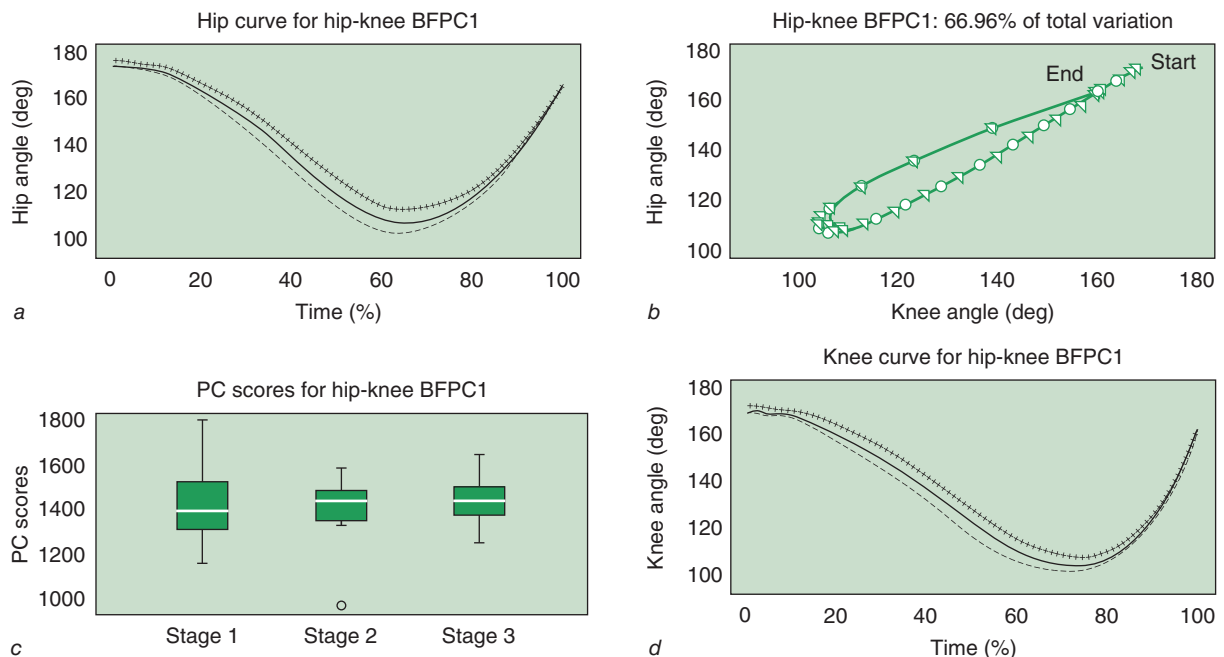 Hip curve for hip-knee BFPC1
Hip angle (deg)
180
160
140
120
100
0 20 40 60 80 100
Time (%)
a
Hip-knee BFPC1: 66.96% of total variation
Hip angle (deg)
180
160
140
120
100
End
Start
100 120 140 160 180
Knee angle (deg)
b
PC scores for hip-knee BFPC1
PC scores
1800
1600
1400
1200
1000
Stage 1 Stage 2 Stage 3
c
Knee curve for hip-knee BFPC1
Knee angle (deg)
180
160
140
120
100
0 20 40 60 80 100
Time (%)
d